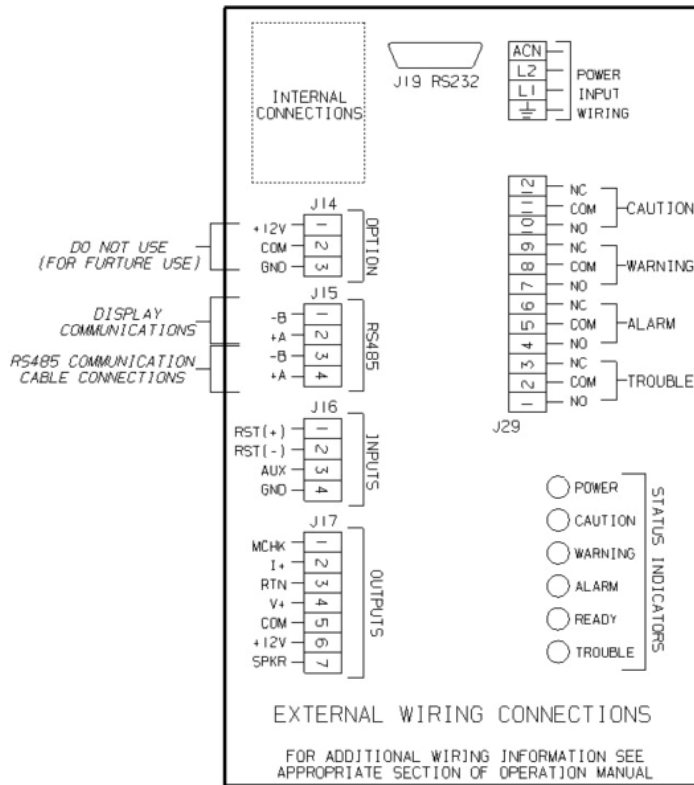 INTERNAL
CONNECTIONS
J19 RS232
ACN
L2
L1
POWER
INPUT
WIRING
J14
+12V 1
COM 2
GND 3
OPTION
DO NOT USE
(FOR FURTURE USE)
J15
-B 1
+A 2
-B 3
+A 4
RS485
DISPLAY
COMMUNICATIONS
RS485 COMMUNICATION
CABLE CONNECTIONS
J16
RST(+) 1
RST(-) 2
AUX 3
GND 4
INPUTS
J17
MCHK 1
I+ 2
RTN 3
V+ 4
COM 5
+12V 6
SPKR 7
OUTPUTS
12 NC
11 COM
10 NO
CAUTION
9 NC
8 COM
7 NO
WARNING
6 NC
5 COM
4 NO
ALARM
3 NC
2 COM
1 NO
TROUBLE
J29
POWER
CAUTION
WARNING
ALARM
READY
TROUBLE
STATUS INDICATORS
EXTERNAL WIRING CONNECTIONS
FOR ADDITIONAL WIRING INFORMATION SEE
APPROPRIATE SECTION OF OPERATION MANUAL